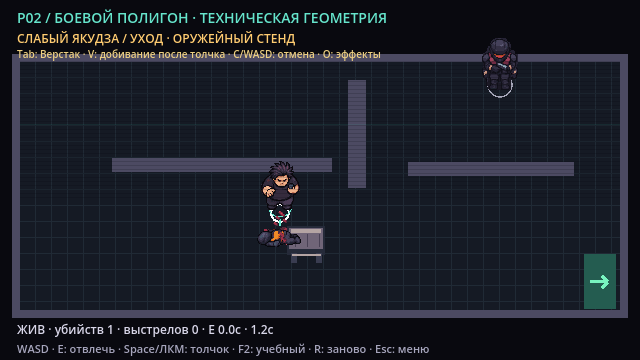 P02 / БОЕВОЙ ПОЛИГОН · ТЕХНИЧЕСКАЯ ГЕОМЕТРИЯ
СЛАБЫЙ ЯКУДЗА / УХОД · ОРУЖЕЙНЫЙ СТЕНД
Tab: Верстак · V: добивание после толчка · C/WASD: отмена · O: эффекты
ЖИВ · убийств 1 · выстрелов 0 · E 0.0с · 1.2с
WASD · E: отвлечь · Space/ЛКМ: толчок · F2: учебный · R: заново · Esc: меню